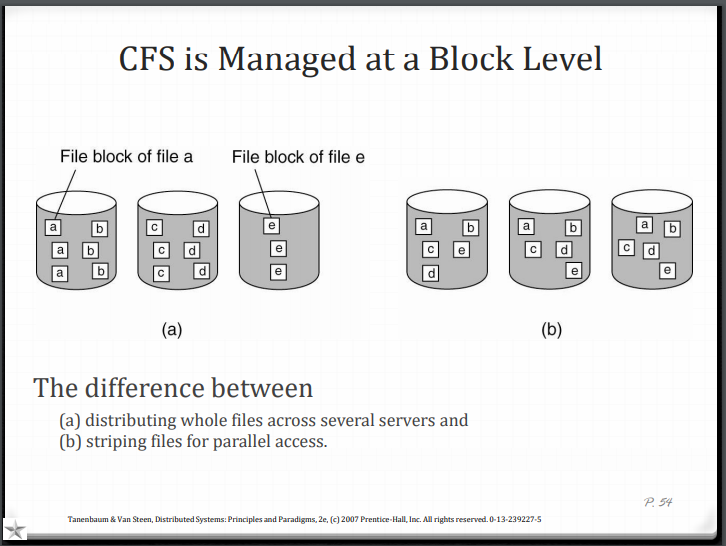 CFS is Managed at a Block Level
File block of file a
File block of file e
a b
a b
a b
c d
c d
c d
e
e
e
a b
c e
d
a b
c d
e
a b
c d
e
(a)
(b)
The difference between
(a) distributing whole files across several servers and
(b) striping files for parallel access.
P. 54
Tanenbaum & Van Steen, Distributed Systems: Principles and Paradigms, 2e, (c) 2007 Prentice-Hall, Inc. All rights reserved. 0-13-239227-5